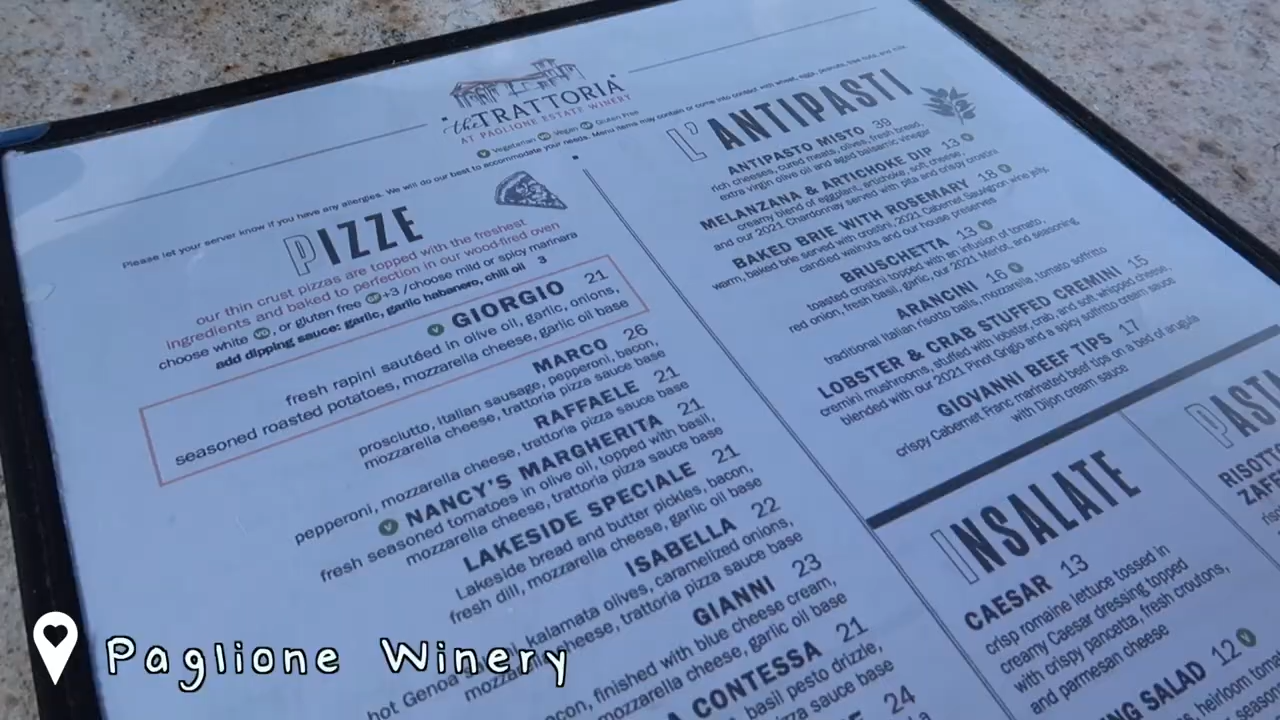 the TRATTORIA
AT PAGLIONE ESTATE WINERY
V Vegetarian VG Vegan GF Gluten Free
Please let your server know if you have any allergies. We will do our best to accommodate your needs. Menu items may contain or come into contact with wheat, eggs, peanuts, tree nuts and milk.
PIZZE
our thin crust pizzas are topped with the freshest
ingredients and baked to perfection in our wood-fired oven
choose white VG, or gluten free GF +3 / choose mild or spicy marinara
add dipping sauce: garlic, garlic habanero, chili oil 3
V GIORGIO 21
fresh rapini sautéed in olive oil, garlic, onions,
seasoned roasted potatoes, mozzarella cheese, garlic oil base
MARCO 26
prosciutto, Italian sausage, pepperoni, bacon,
mozzarella cheese, trattoria pizza sauce base
RAFFAELE 21
pepperoni, mozzarella cheese, trattoria pizza sauce base
V NANCY'S MARGHERITA 21
fresh seasoned tomatoes in olive oil, topped with basil,
mozzarella cheese, trattoria pizza sauce base
LAKESIDE SPECIALE 21
Lakeside bread and butter pickles, bacon,
fresh dill, mozzarella cheese, garlic oil base
ISABELLA 22
hot Genoa kalamata olives, caramelized onions,
mozzarella cheese, trattoria pizza sauce base
GIANNI 23
finished with blue cheese cream,
mozzarella cheese, garlic oil base
CONTESSA 21
basil pesto drizzle,
sauce base
24
L'ANTIPASTI
ANTIPASTO MISTO 39
rich cheeses, cured meats, olives, fresh bread,
extra virgin olive oil and aged balsamic vinegar
MELANZANA & ARTICHOKE DIP 13 V
creamy blend of eggplant, artichoke, soft cheese,
and our 2021 Chardonnay served with pita and crispy crostini
BAKED BRIE WITH ROSEMARY 18 V
warm, baked brie served with crostini, 2021 Cabernet Sauvignon wine jelly,
candied walnuts and our house preserves
BRUSCHETTA 13 V
toasted crostini topped with an infusion of tomato,
red onion, fresh basil, garlic, our 2021 Merlot, and seasoning
ARANCINI 16 V
traditional Italian risotto balls, mozzarella, tomato soffritto
LOBSTER & CRAB STUFFED CREMINI 15
cremini mushrooms, stuffed with lobster, crab, and soft whipped cheese,
blended with our 2021 Pinot Grigio and a spicy soffritto cream sauce
GIOVANNI BEEF TIPS 17
crispy Cabernet Franc marinated beef tips on a bed of arugula
with Dijon cream sauce
INSALATE
CAESAR 13
crisp romaine lettuce tossed in
creamy Caesar dressing topped
with crispy pancetta, fresh croutons,
and parmesan cheese
SALAD 12 V
heirloom
PAST
RISOTTO
ZAFF
Paglione Winery